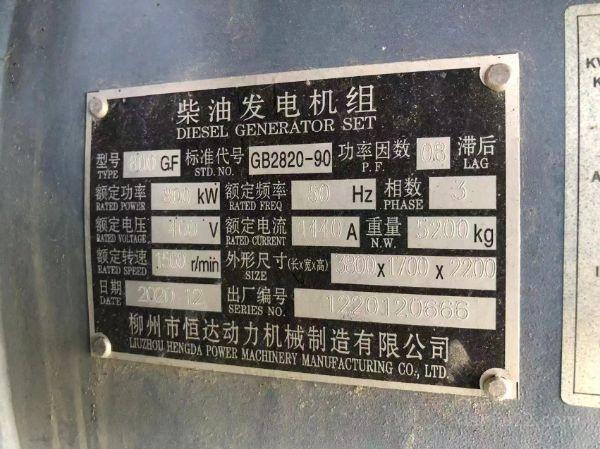 柴油发电机组
DIESEL GENERATOR SET
型号 800GF 标准代号 GB2820-90 功率因数 0.8 滞后
TYPE STD. NO. P.F. LAG
额定功率 800 kW 额定频率 50 Hz 相数 3
RATED POWER RATED FREQ PHASE
额定电压 400 V 额定电流 1440 A 重量 kg
RATED VOLTAGE RATED CURRENT N.W.
额定转速 1500 r/min 外形尺寸(长x宽x高) x1700x2200
RATED SPEED SIZE
日期 2020.12 出厂编号 1220120666
DATE SERIES NO.
柳州市恒达动力机械制造有限公司
LIUZHOU HENGDA POWER MACHINERY MANUFACTURING CO., LTD.